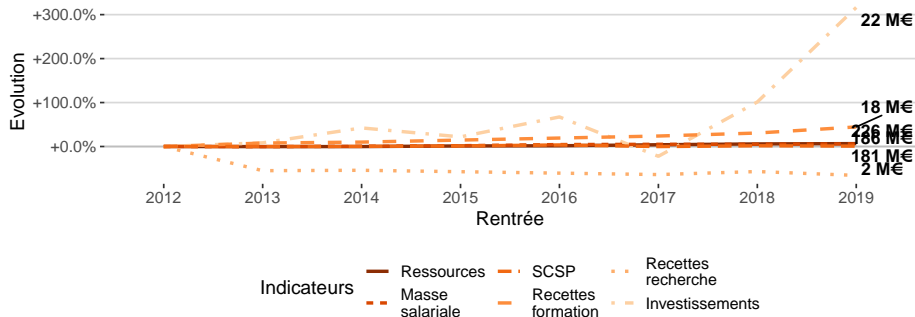 +300.0%
+200.0%
+100.0%
+0.0%
Evolution
22 M€
18 M€
226 M€
186 M€
181 M€
2 M€
2012 2013 2014 2015 2016 2017 2018 2019
Rentrée
Indicateurs
Ressources
Masse
salariale
SCSP
Recettes
formation
Recettes
recherche
Investissements